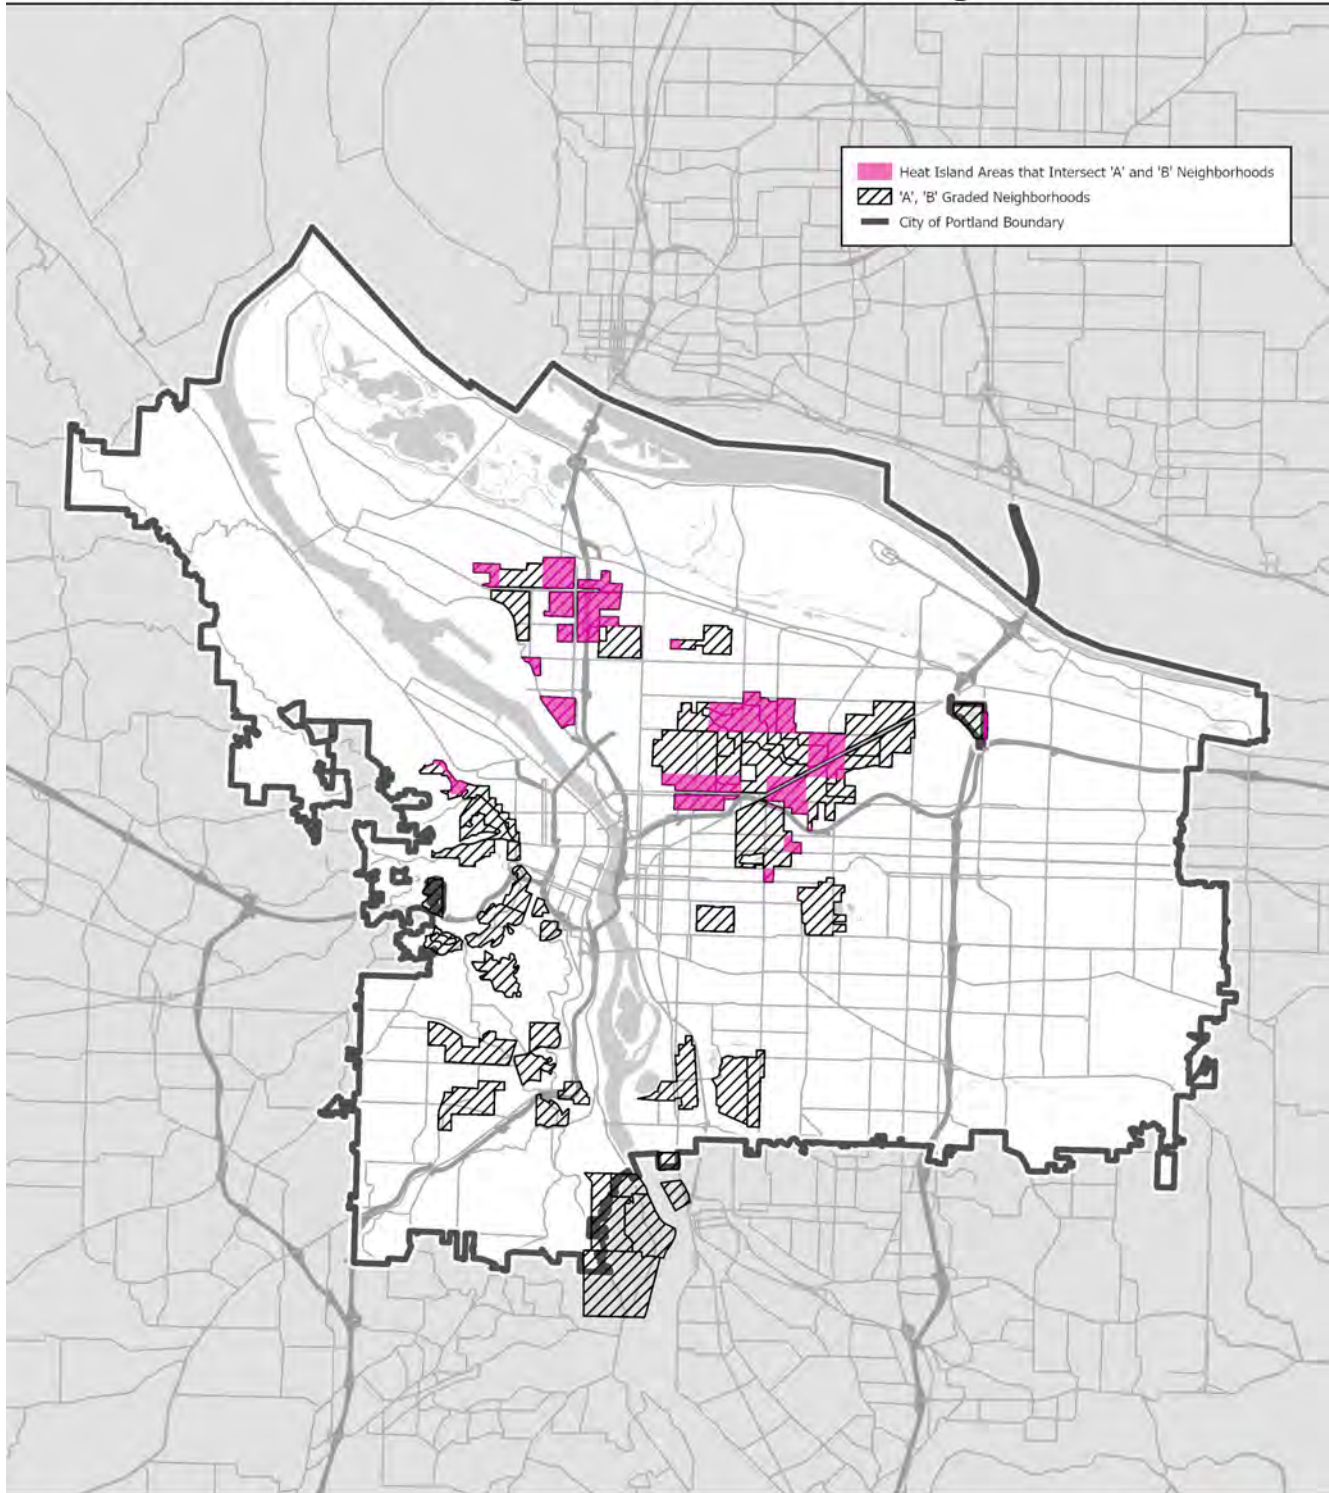 Heat Island Areas that Intersect 'A' and 'B' Neighborhoods
'A', 'B' Graded Neighborhoods
City of Portland Boundary